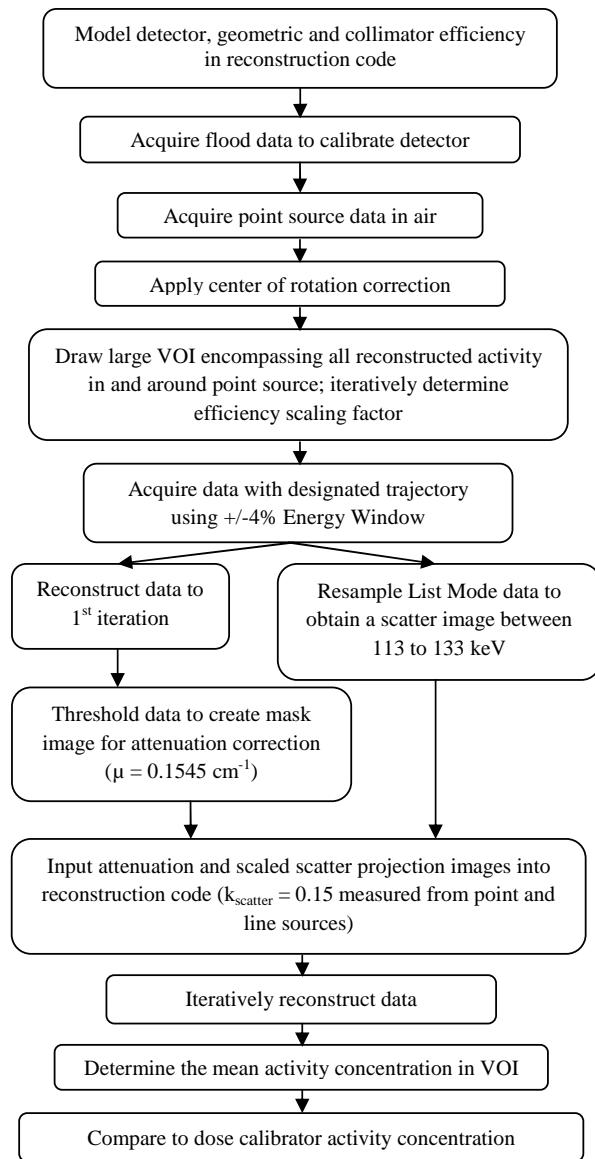 Model detector, geometric and collimator efficiency
in reconstruction code
Acquire flood data to calibrate detector
Acquire point source data in air
Apply center of rotation correction
Draw large VOI encompassing all reconstructed activity
in and around point source; iteratively determine
efficiency scaling factor
Acquire data with designated trajectory
using +/-4% Energy Window
Reconstruct data to
1st iteration
Resample List Mode data to
obtain a scatter image between
113 to 133 keV
Threshold data to create mask
image for attenuation correction
(µ = 0.1545 cm-1)
Input attenuation and scaled scatter projection images into
reconstruction code (kscatter = 0.15 measured from point and
line sources)
Iteratively reconstruct data
Determine the mean activity concentration in VOI
Compare to dose calibrator activity concentration